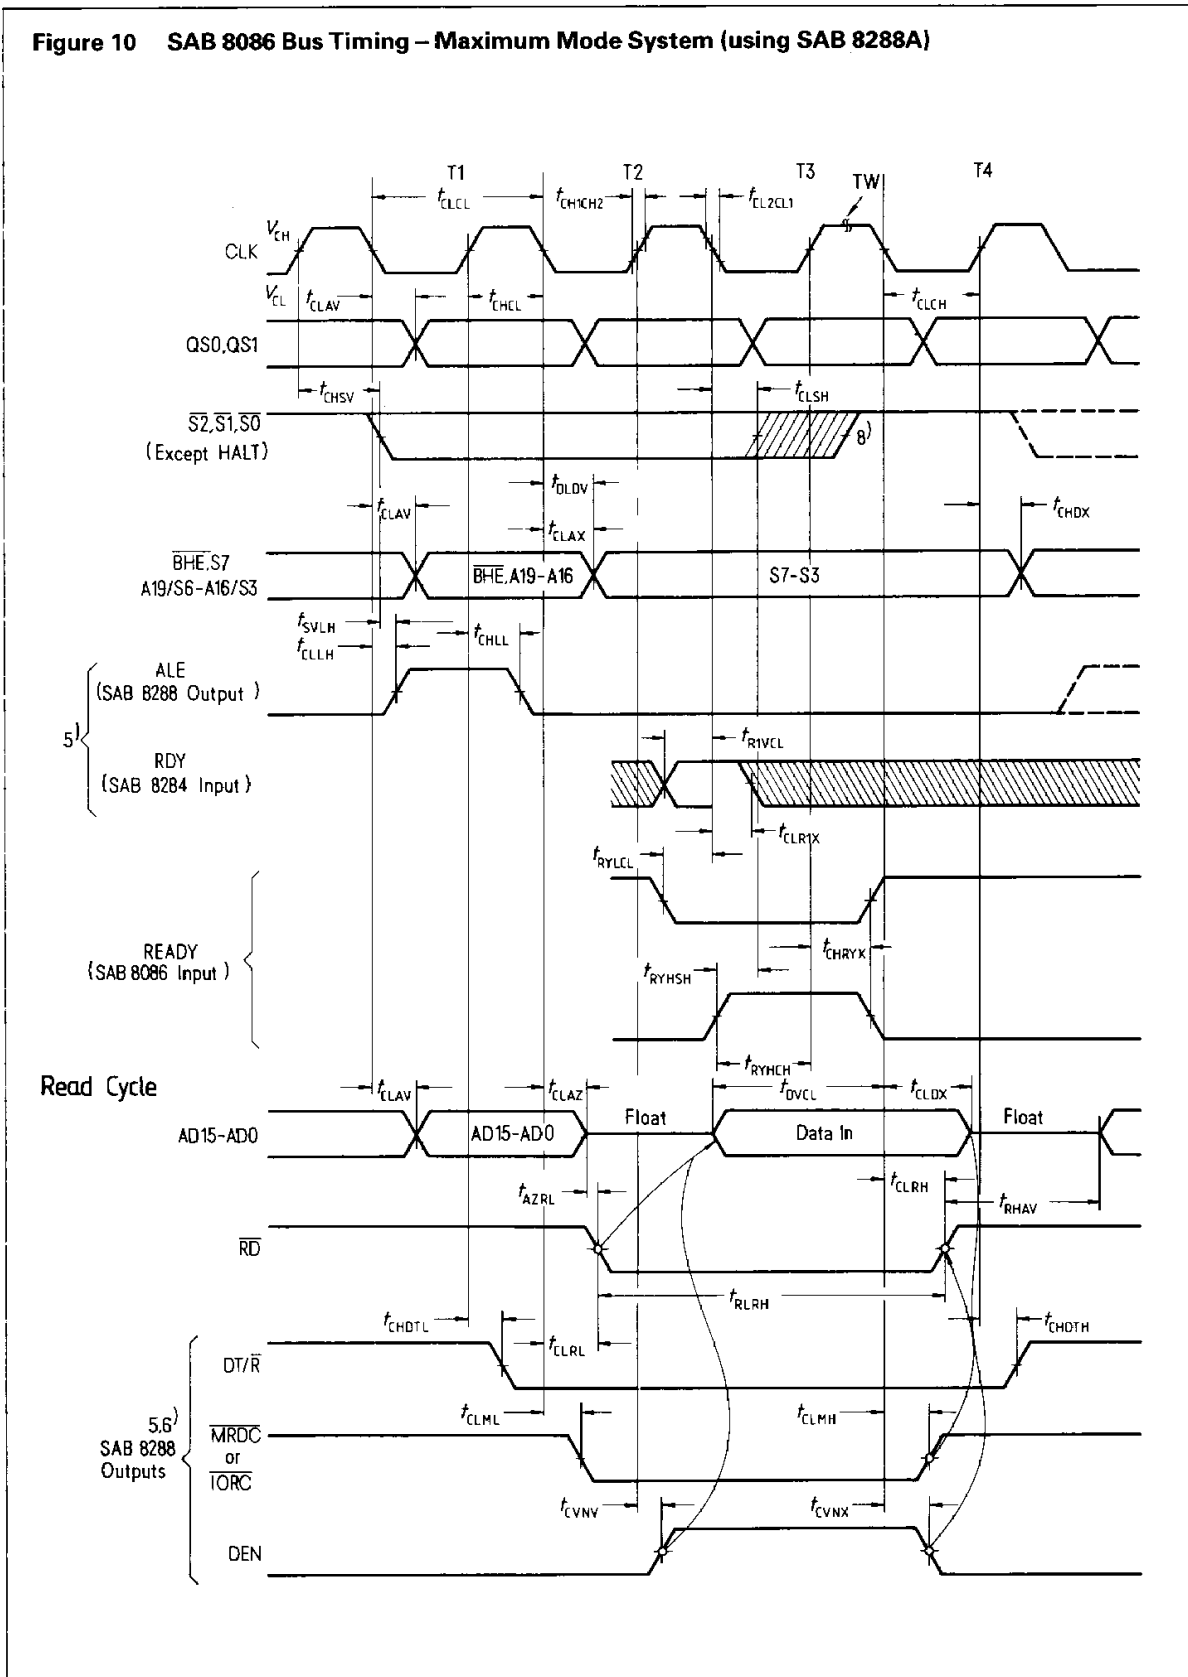 Figure 10 SAB 8086 Bus Timing – Maximum Mode System (using SAB 8288A)
T1 T2 T3 T4
TW
tCLCL tCH1CH2 tCL2CL1
VCH
CLK
VCL tCLAV tCHCL tCLCH
QS0,QS1
tCHSV tCLSH
S2,S1,S0
(Except HALT)
8)
tDLDV
tCLAV tCLAX tCHDX
BHE,S7
A19/S6-A16/S3
BHE,A19-A16 S7-S3
tSVLH tCHLL
tCLLH
ALE
(SAB 8288 Output)
5)
tR1VCL
RDY
(SAB 8284 Input)
tCLR1X
tRYLCL
READY
(SAB 8086 Input)
tCHRYX
tRYHSH
tRYHCH
Read Cycle
tCLAV tCLAZ tDVCL tCLDX
AD15-AD0 AD15-AD0 Float Data In Float
tAZRL tCLRH tRHAV
RD
tRLRH
tCHDTL tCLRL tCHDTH
DT/R
tCLML tCLMH
5,6)
SAB 8288
Outputs
MRDC
or
IORC
tCVNV tCVNX
DEN